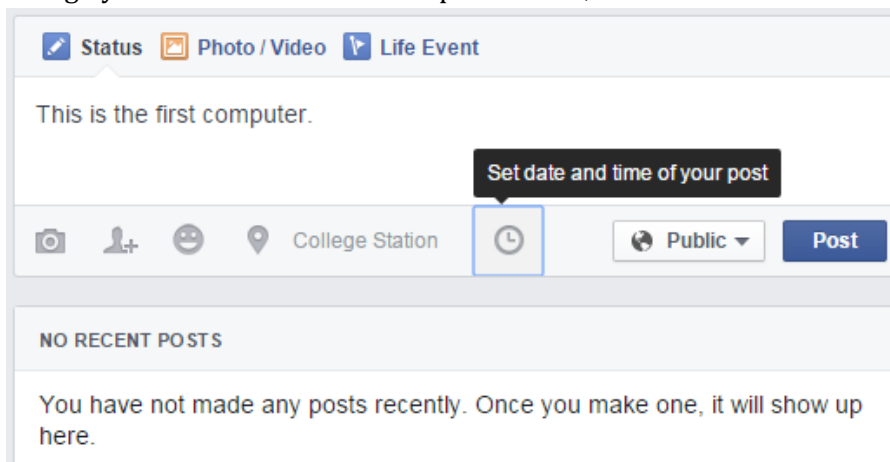 Status Photo / Video Life Event
This is the first computer.
Set date and time of your post
College Station Public Post
NO RECENT POSTS
You have not made any posts recently. Once you make one, it will show up
here.